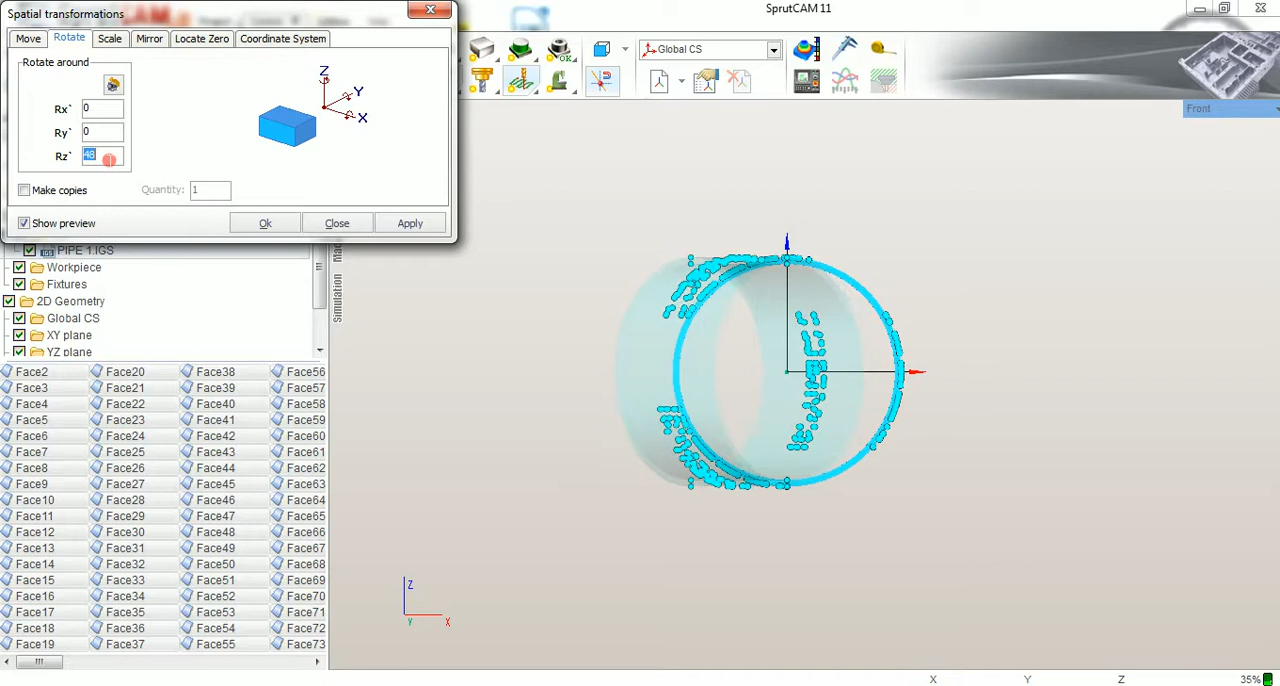 Spatial transformations
SprutCAM 11
Move
Rotate
Scale
Mirror
Locate Zero
Coordinate System
Rotate around
Rx` 0
Ry` 0
Rz` 48
Z
Y
X
Make copies
Quantity: 1
Show preview
Ok
Close
Apply
Global CS
OK
Front
PIPE 1.IGS
Workpiece
Fixtures
2D Geometry
Global CS
XY plane
YZ plane
Simulation
Face2 Face20 Face38 Face56
Face3 Face21 Face39 Face57
Face4 Face22 Face40 Face58
Face5 Face23 Face41 Face59
Face6 Face24 Face42 Face60
Face7 Face25 Face43 Face61
Face8 Face26 Face44 Face62
Face9 Face27 Face45 Face63
Face10 Face28 Face46 Face64
Face11 Face29 Face47 Face65
Face12 Face30 Face48 Face66
Face13 Face31 Face49 Face67
Face14 Face32 Face50 Face68
Face15 Face33 Face51 Face69
Face16 Face34 Face52 Face70
Face17 Face35 Face53 Face71
Face18 Face36 Face54 Face72
Face19 Face37 Face55 Face73
Z
Y
X
X Y Z 35%